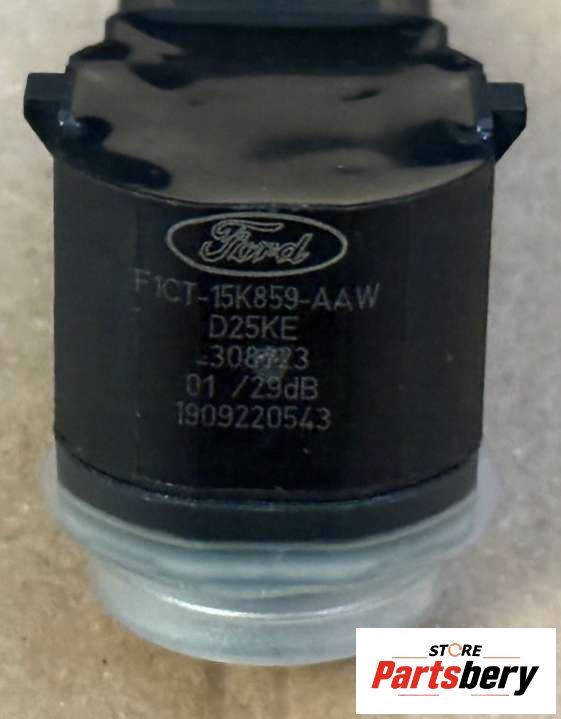 Ford
F1CT-15K859-AAW
D25KE
01 /29dB
1909220543
STORE
Partsbery